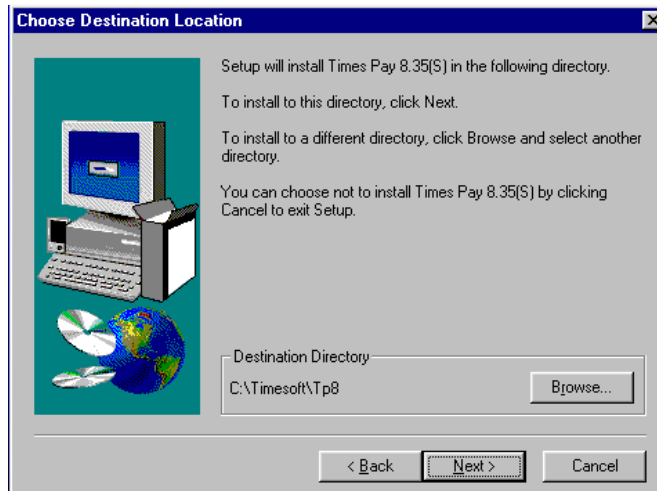 Choose Destination Location
Setup will install Times Pay 8.35(S) in the following directory.
To install to this directory, click Next.
To install to a different directory, click Browse and select another
directory.
You can choose not to install Times Pay 8.35(S) by clicking
Cancel to exit Setup.
Destination Directory
C:\Timesoft\Tp8
Browse...
< Back
Next >
Cancel